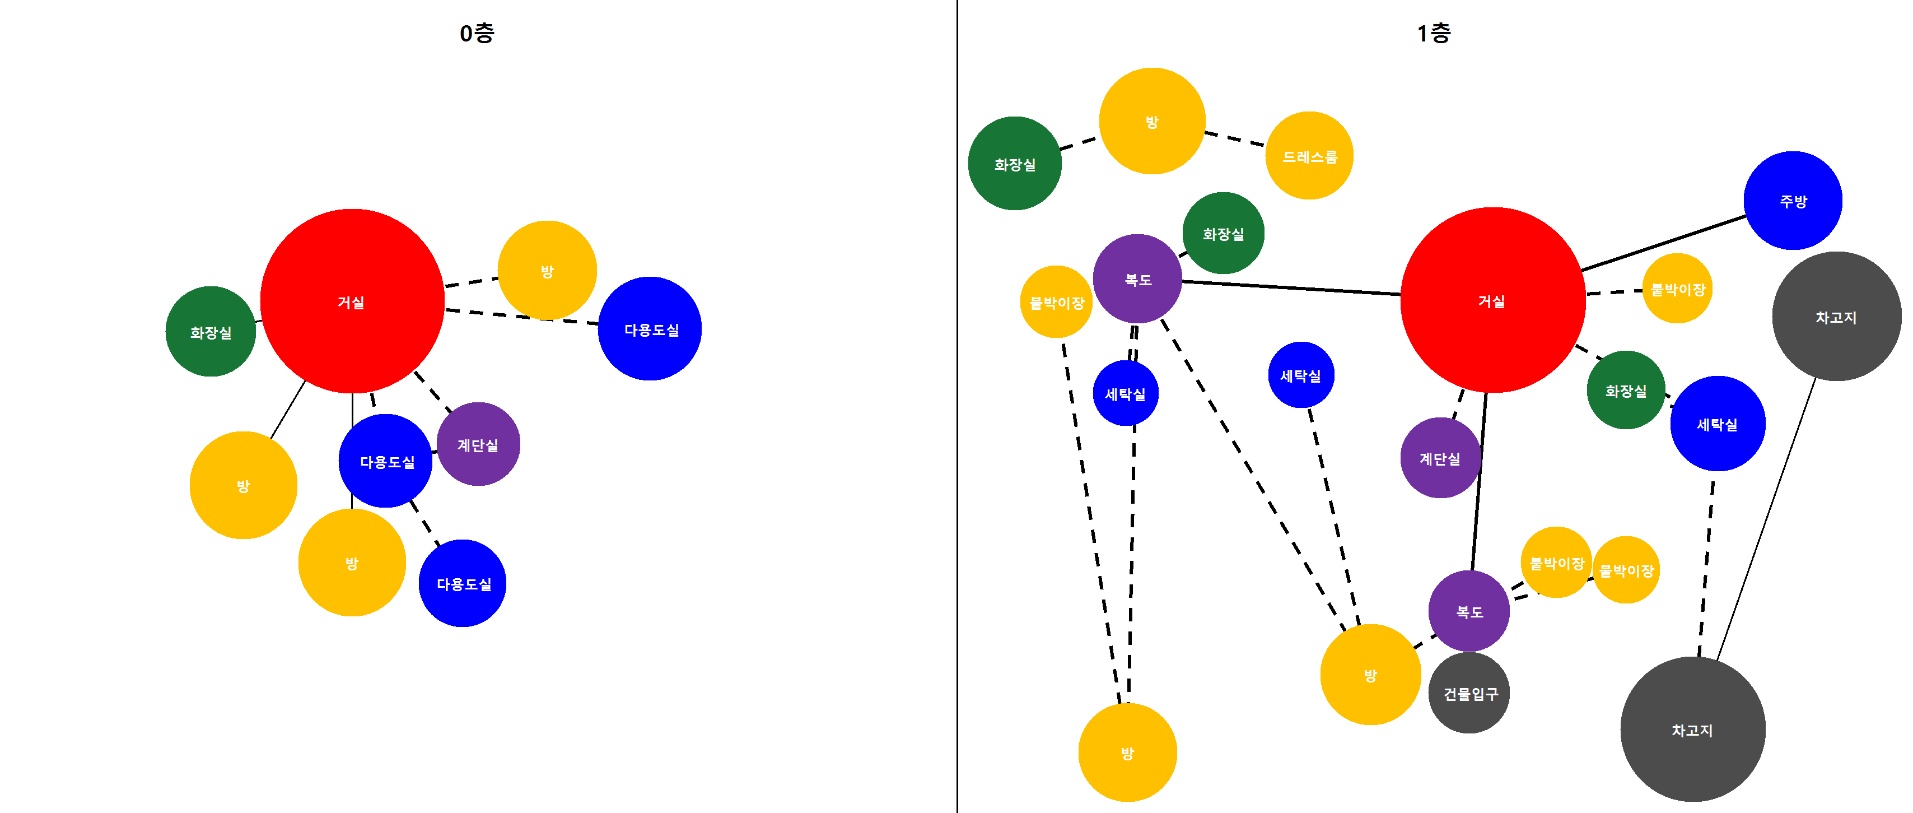 0층
거실
방
화장실
다용도실
방
다용도실
계단실
방
다용도실
1층
방
화장실
드레스룸
주방
화장실
복도
붙박이장
거실
붙박이장
차고지
세탁실
세탁실
화장실
세탁실
계단실
붙박이장
붙박이장
복도
방
건물입구
차고지
방